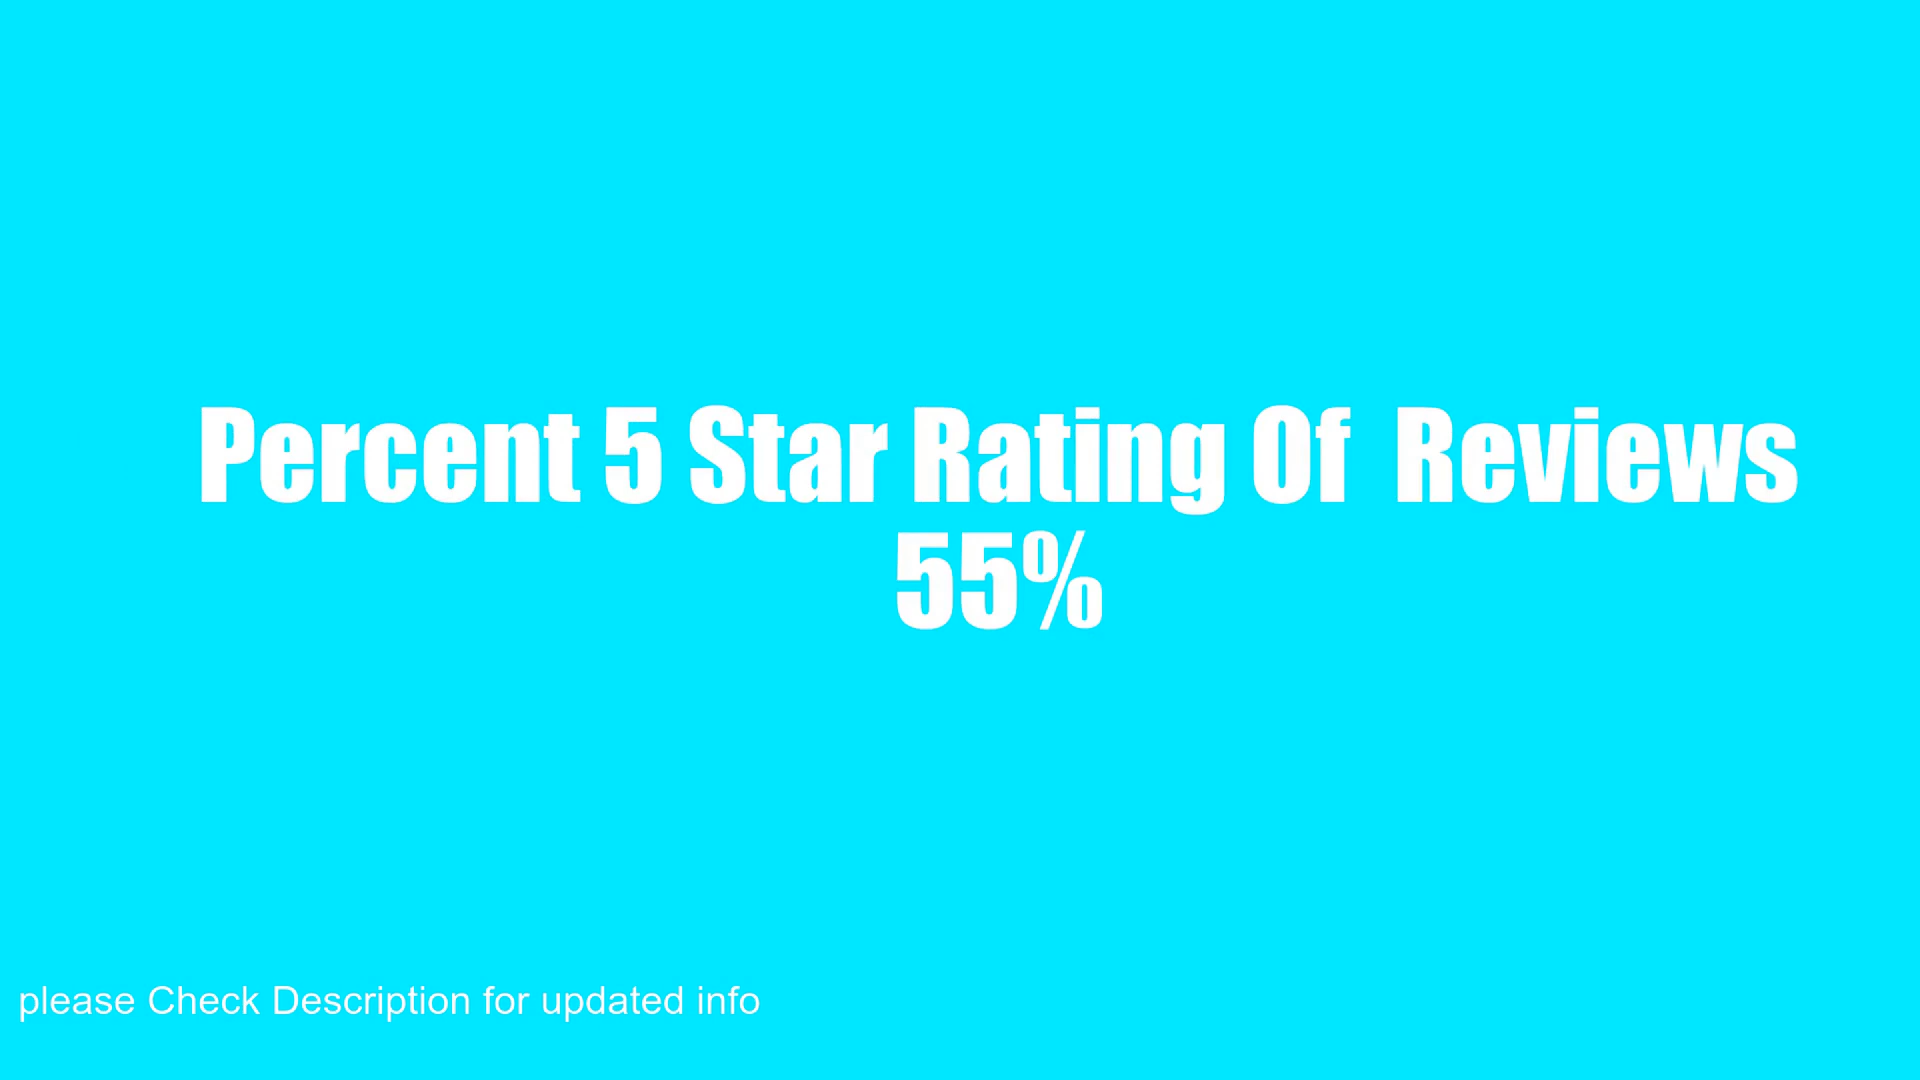 Percent 5 Star Rating Of  Reviews
55%
please Check Description for updated info